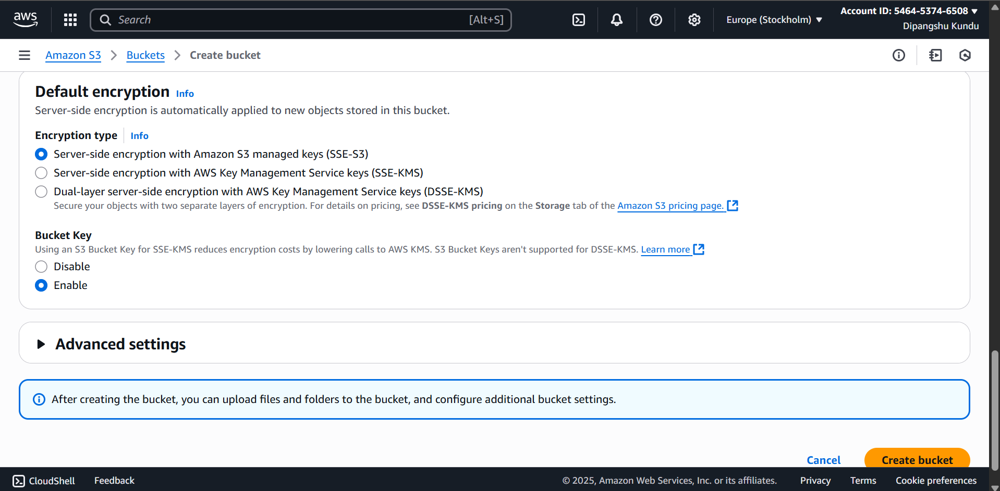 aws
Search [Alt+S]
Europe (Stockholm)
Account ID: 5464-5374-6508
Dipangshu Kundu
Amazon S3 > Buckets > Create bucket
Default encryption Info
Server-side encryption is automatically applied to new objects stored in this bucket.
Encryption type Info
Server-side encryption with Amazon S3 managed keys (SSE-S3)
Server-side encryption with AWS Key Management Service keys (SSE-KMS)
Dual-layer server-side encryption with AWS Key Management Service keys (DSSE-KMS)
Secure your objects with two separate layers of encryption. For details on pricing, see DSSE-KMS pricing on the Storage tab of the Amazon S3 pricing page.
Bucket Key
Using an S3 Bucket Key for SSE-KMS reduces encryption costs by lowering calls to AWS KMS. S3 Bucket Keys aren't supported for DSSE-KMS. Learn more
Disable
Enable
Advanced settings
After creating the bucket, you can upload files and folders to the bucket, and configure additional bucket settings.
Cancel Create bucket
CloudShell Feedback © 2025, Amazon Web Services, Inc. or its affiliates. Privacy Terms Cookie preferences